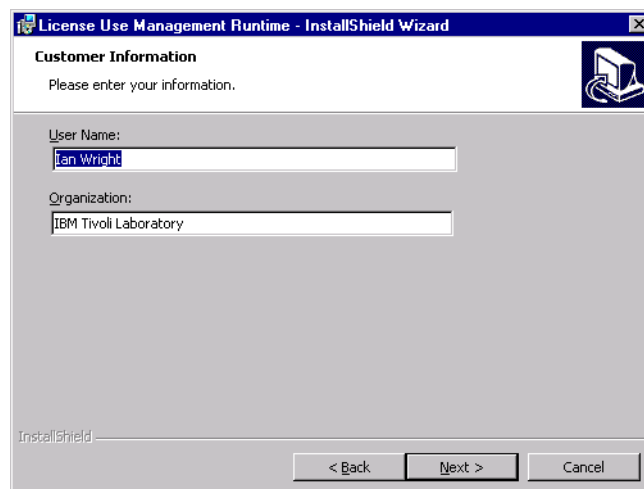 License Use Management Runtime - InstallShield Wizard
Customer Information
Please enter your information.
User Name:
Ian Wright
Organization:
IBM Tivoli Laboratory
InstallShield
< Back
Next >
Cancel